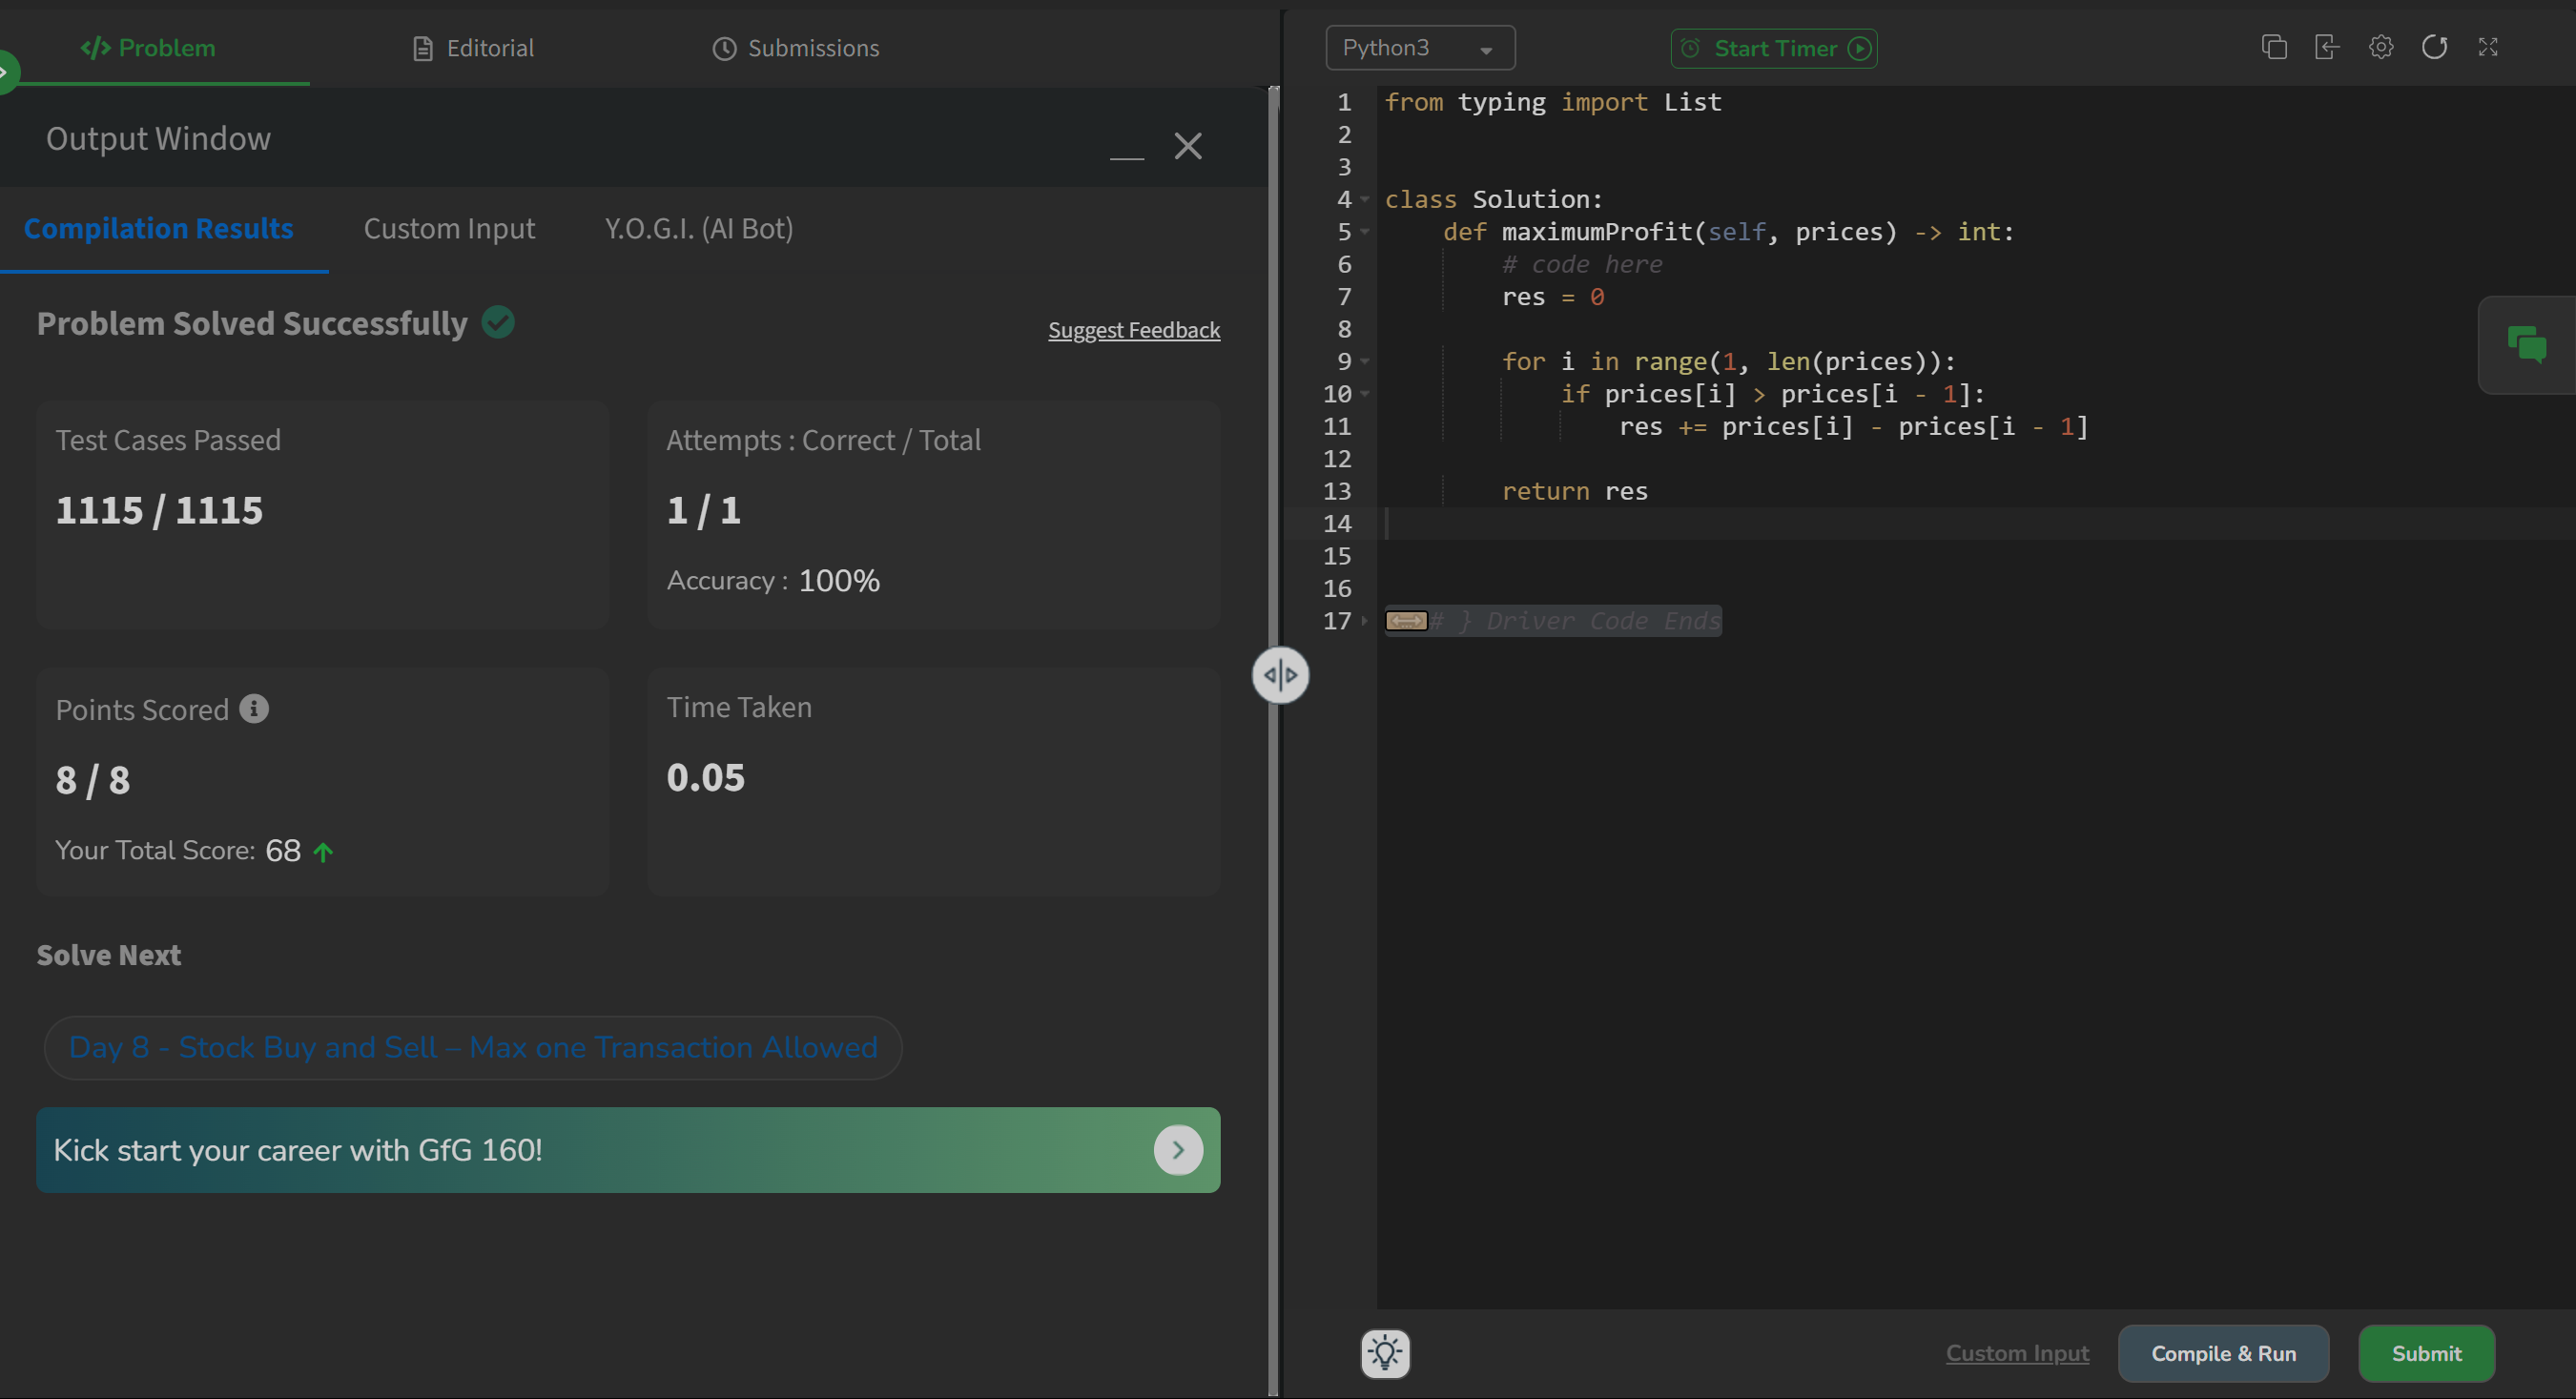 </> Problem
Editorial
Submissions
Output Window
Compilation Results
Custom Input
Y.O.G.I. (AI Bot)
Problem Solved Successfully
Suggest Feedback
Test Cases Passed
1115 / 1115
Attempts : Correct / Total
1 / 1
Accuracy : 100%
Points Scored
8 / 8
Your Total Score: 68
Time Taken
0.05
Solve Next
Day 8 - Stock Buy and Sell – Max one Transaction Allowed
Kick start your career with GfG 160!
Python3
Start Timer
1 from typing import List
2
3
4 class Solution:
5     def maximumProfit(self, prices) -> int:
6         # code here
7         res = 0
8
9         for i in range(1, len(prices)):
10             if prices[i] > prices[i - 1]:
11                 res += prices[i] - prices[i - 1]
12
13         return res
14
15
16
17 # } Driver Code Ends
Custom Input
Compile & Run
Submit